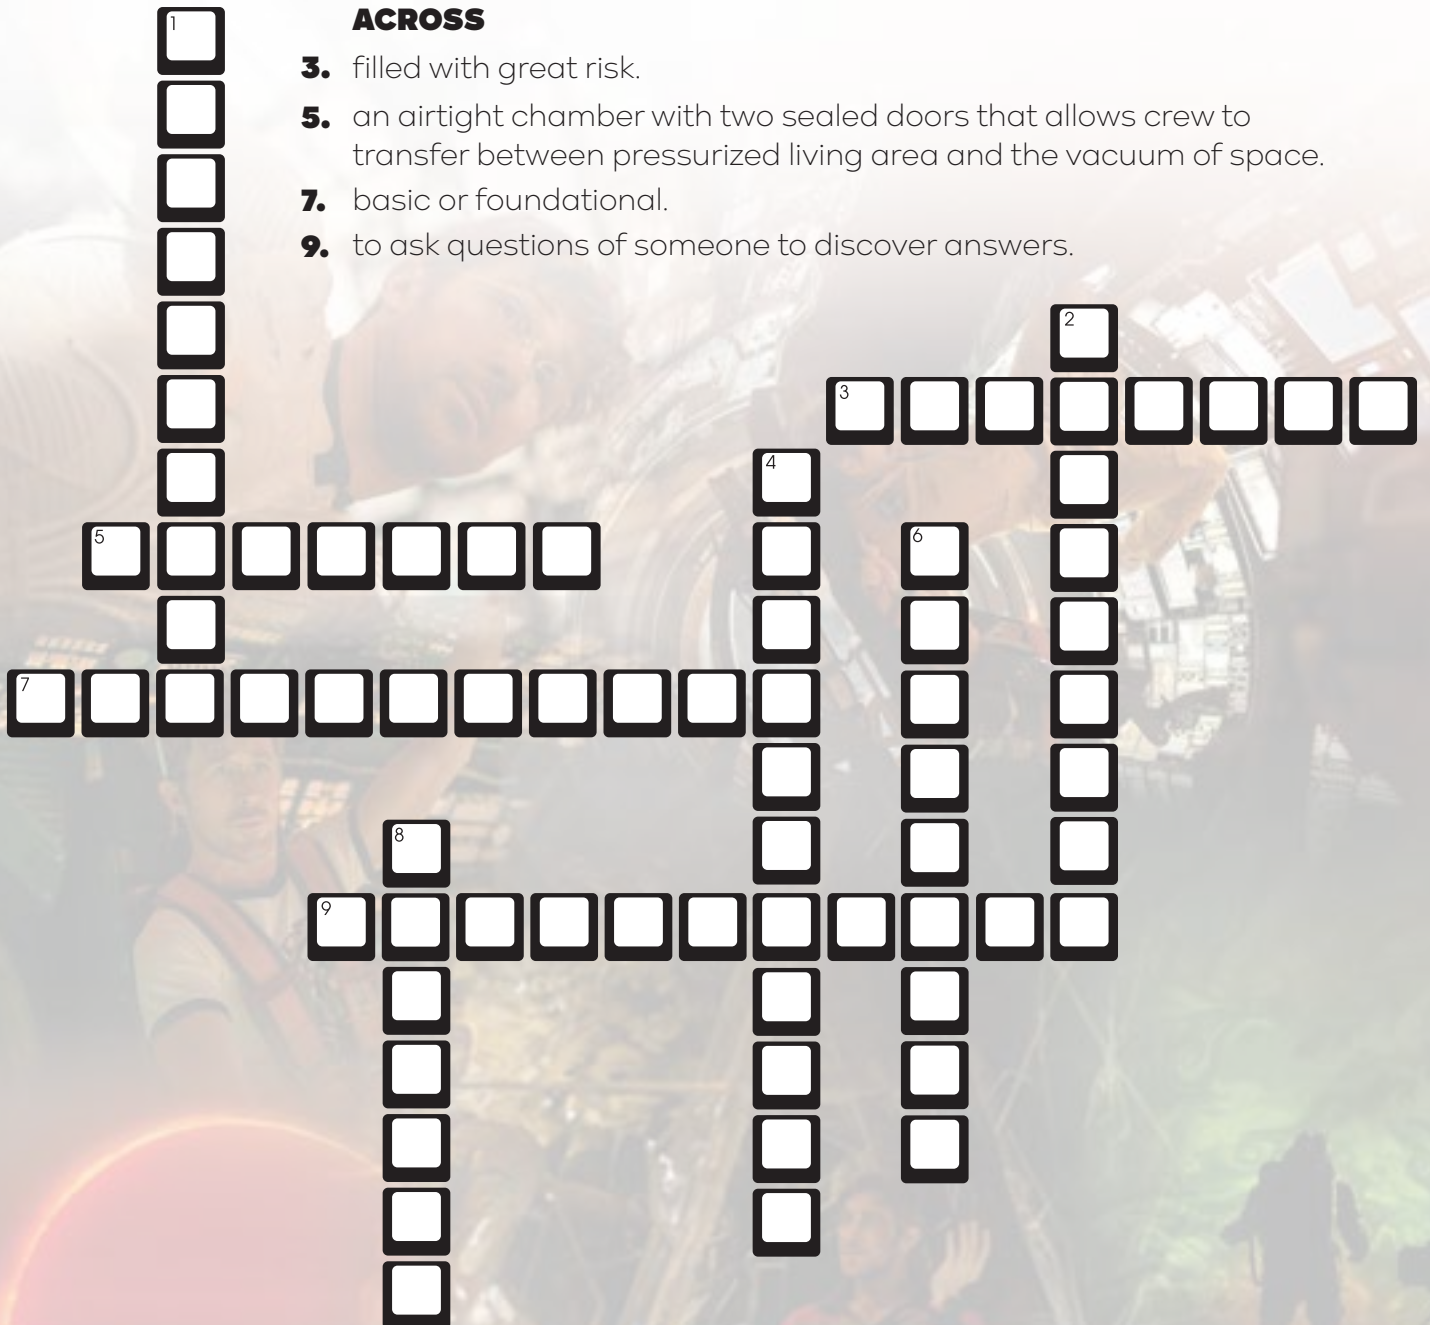 1
ACROSS
3. filled with great risk.
5. an airtight chamber with two sealed doors that allows crew to
transfer between pressurized living area and the vacuum of space.
7. basic or foundational.
9. to ask questions of someone to discover answers.
2
3
4
5
6
7
8
9